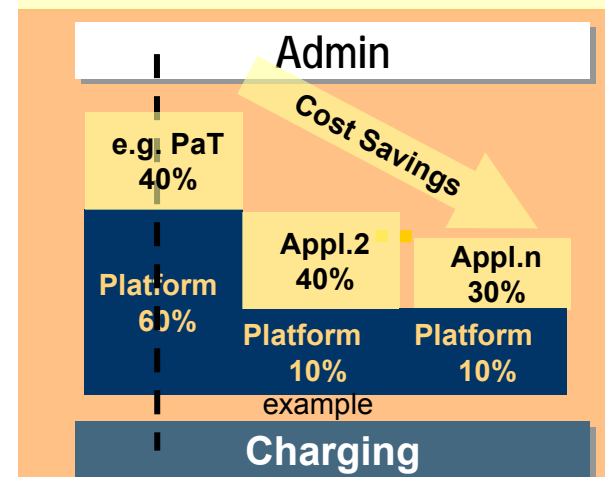 Admin
Cost Savings
e.g. PaT
40%
Appl.2
40%
Appl.n
30%
Platform
60%
Platform
10%
Platform
10%
example
Charging